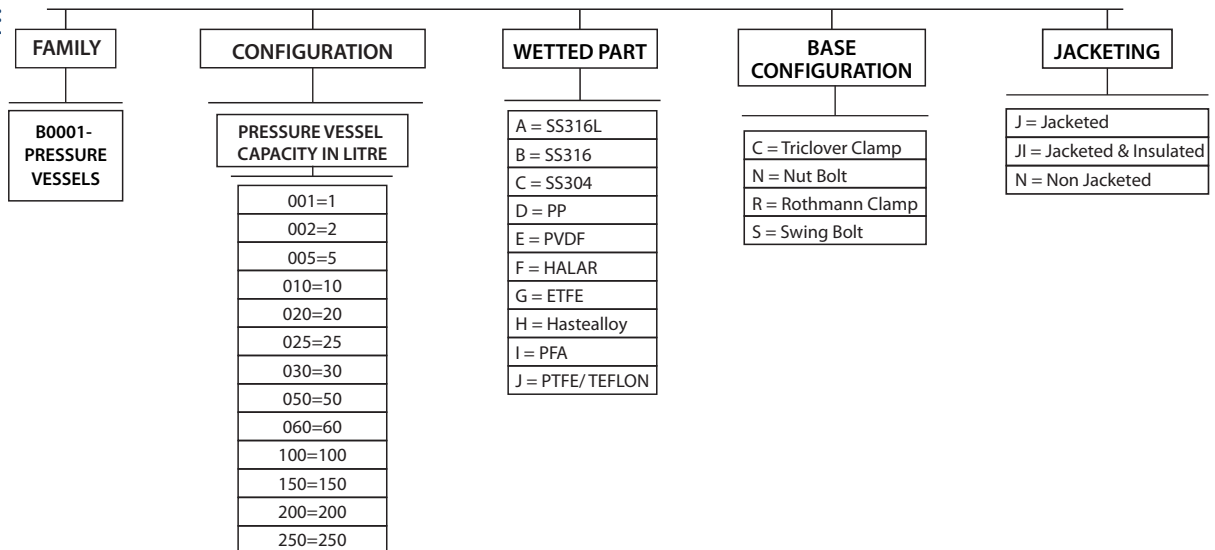 FAMILY
B0001-
PRESSURE
VESSELS
CONFIGURATION
PRESSURE VESSEL
CAPACITY IN LITRE
001=1
002=2
005=5
010=10
020=20
025=25
030=30
050=50
060=60
100=100
150=150
200=200
250=250
WETTED PART
A = SS316L
B = SS316
C = SS304
D = PP
E = PVDF
F = HALAR
G = ETFE
H = Hastealloy
I = PFA
J = PTFE/ TEFLON
BASE
CONFIGURATION
C = Triclover Clamp
N = Nut Bolt
R = Rothmann Clamp
S = Swing Bolt
JACKETING
J = Jacketed
JI = Jacketed & Insulated
N = Non Jacketed